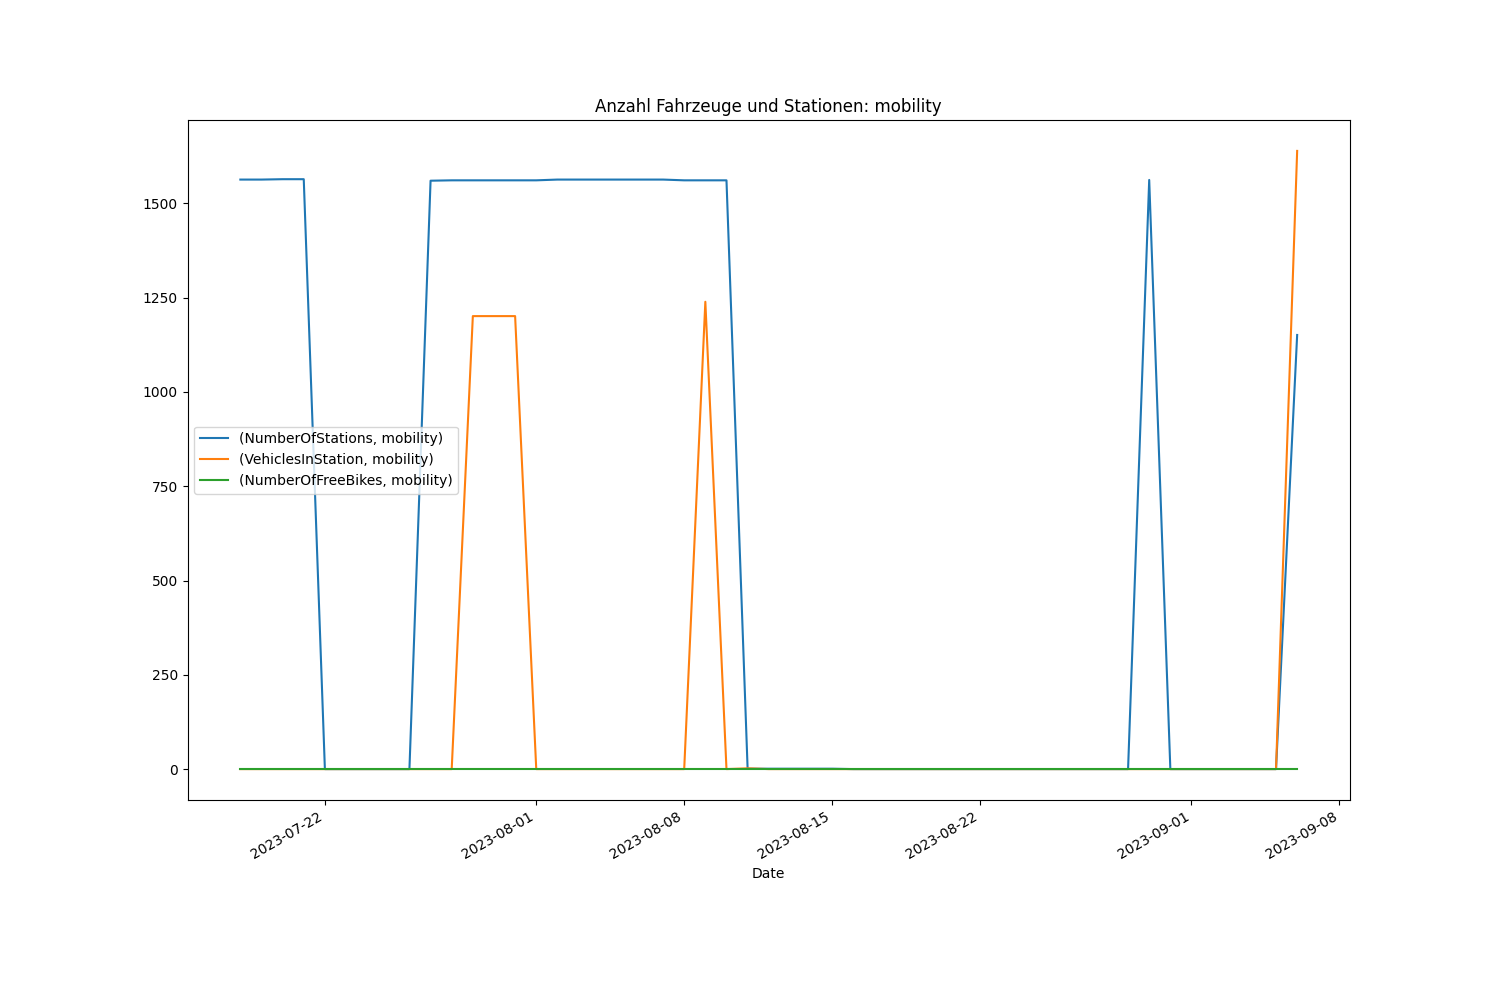 Anzahl Fahrzeuge und Stationen: mobility
1500
1250
1000
750
500
250
0
(NumberOfStations, mobility)
(VehiclesInStation, mobility)
(NumberOfFreeBikes, mobility)
2023-07-22
2023-08-01
2023-08-08
2023-08-15
2023-08-22
2023-09-01
2023-09-08
Date